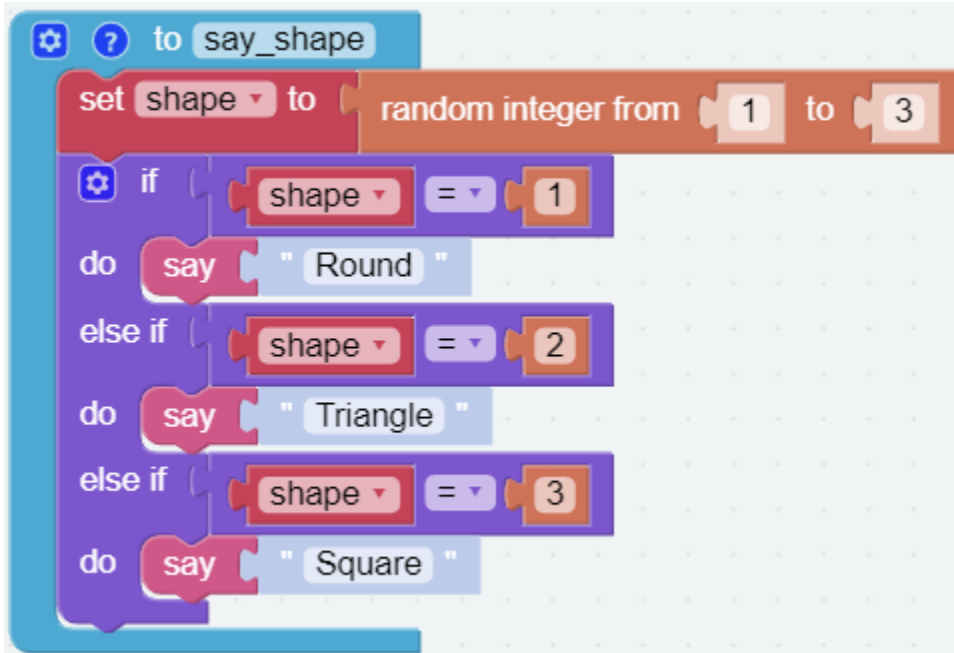 ? to say_shape
set shape to random integer from 1 to 3
if shape = 1
do say " Round "
else if shape = 2
do say " Triangle "
else if shape = 3
do say " Square "